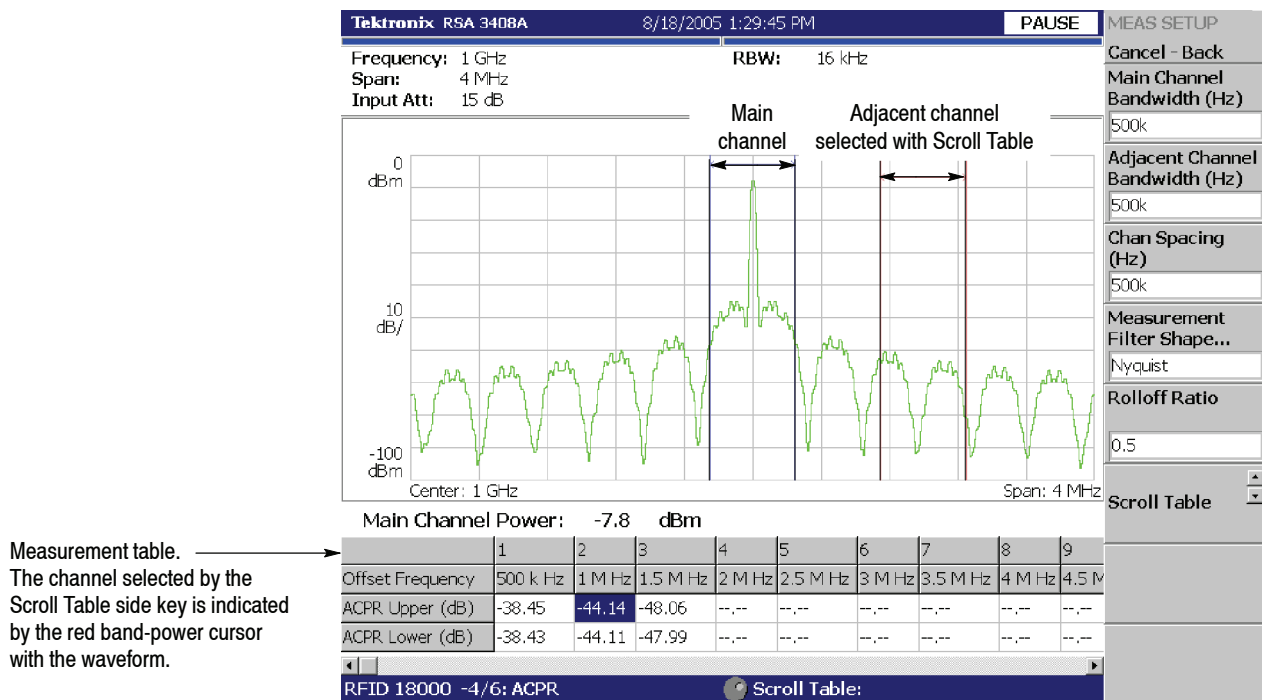 Tektronix RSA 3408A 8/18/2005 1:29:45 PM PAUSE
Frequency: 1 GHz RBW: 16 kHz
Span: 4 MHz
Input Att: 15 dB
Main channel
Adjacent channel selected with Scroll Table
0 dBm
10 dB/
-100 dBm
Center: 1 GHz Span: 4 MHz
Main Channel Power: -7.8 dBm
1 2 3 4 5 6 7 8 9
Offset Frequency 500 k Hz 1 M Hz 1.5 M Hz 2 M Hz 2.5 M Hz 3 M Hz 3.5 M Hz 4 M Hz 4.5 M
ACPR Upper (dB) -38.45 -44.14 -48.06 --.-- --.-- --.-- --.-- --.-- --.--
ACPR Lower (dB) -38.43 -44.11 -47.99 --.-- --.-- --.-- --.-- --.-- --.--
RFID 18000 -4/6: ACPR Scroll Table:
MEAS SETUP
Cancel - Back
Main Channel
Bandwidth (Hz)
500k
Adjacent Channel
Bandwidth (Hz)
500k
Chan Spacing
(Hz)
500k
Measurement
Filter Shape...
Nyquist
Rolloff Ratio
0.5
Scroll Table
Measurement table.
The channel selected by the
Scroll Table side key is indicated
by the red band-power cursor
with the waveform.